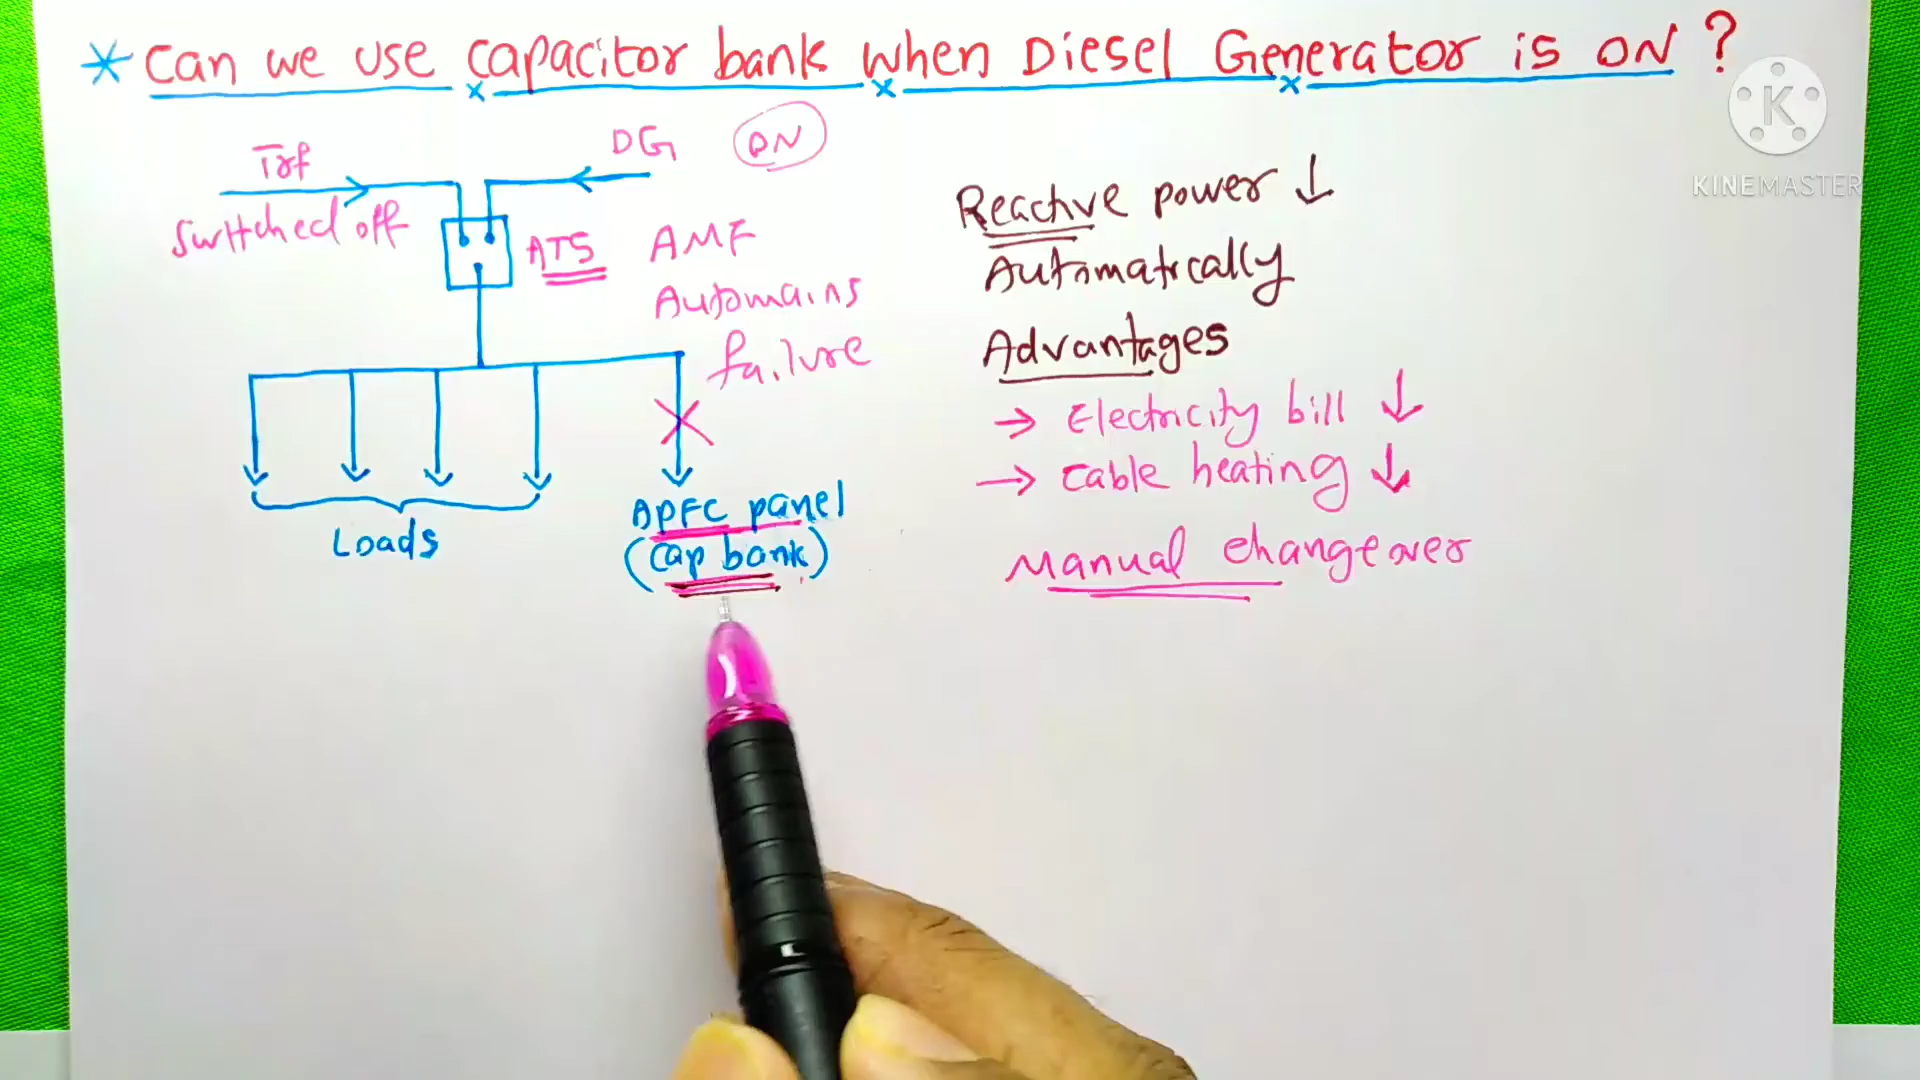 * Can we use capacitor bank when Diesel Generator is ON ?
Trf
DG ON
Switched off
ATS
AMF
Automains
failure
Loads
APFC panel
(Cap bank)
Reactive power ↓
Automatically
Advantages
→ Electricity bill ↓
→ Cable heating ↓
Manual changeover
K
KINEMASTER